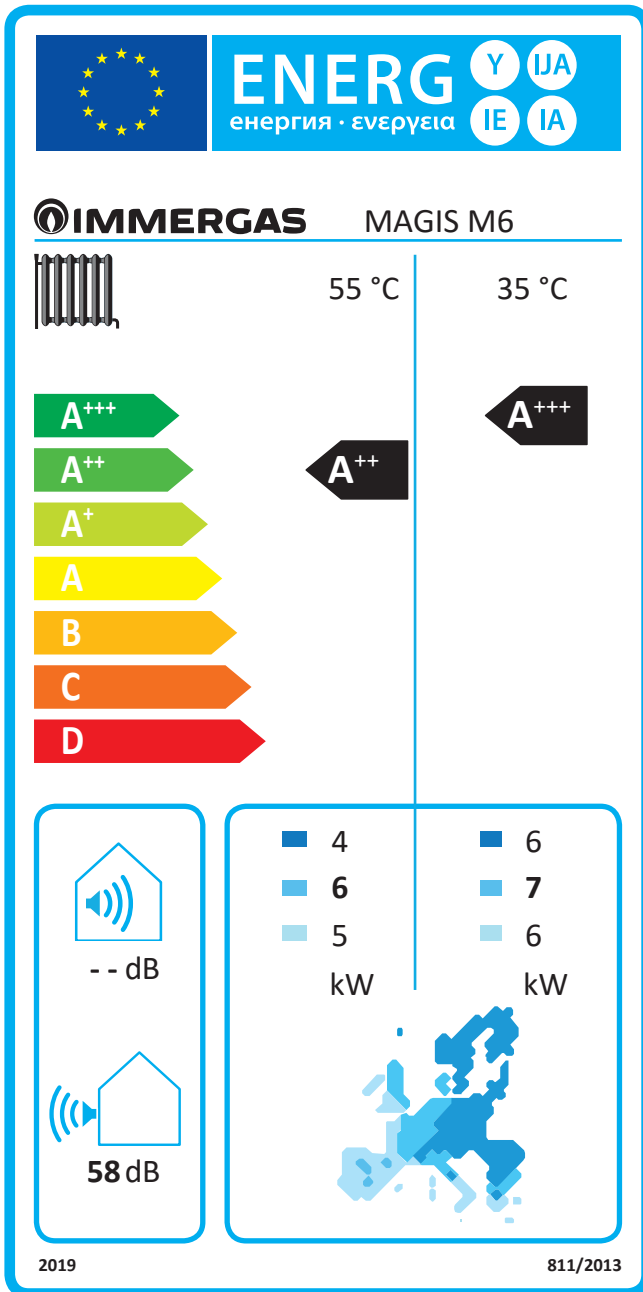 ENERG Y IJA
енергия · ενεργεια IE IA
IMMERGAS MAGIS M6
55 °C 35 °C
A+++ A+++
A++ A++
A+
A
B
C
D
4 6
6 7
5 6
kW kW
-- dB
58 dB
2019 811/2013